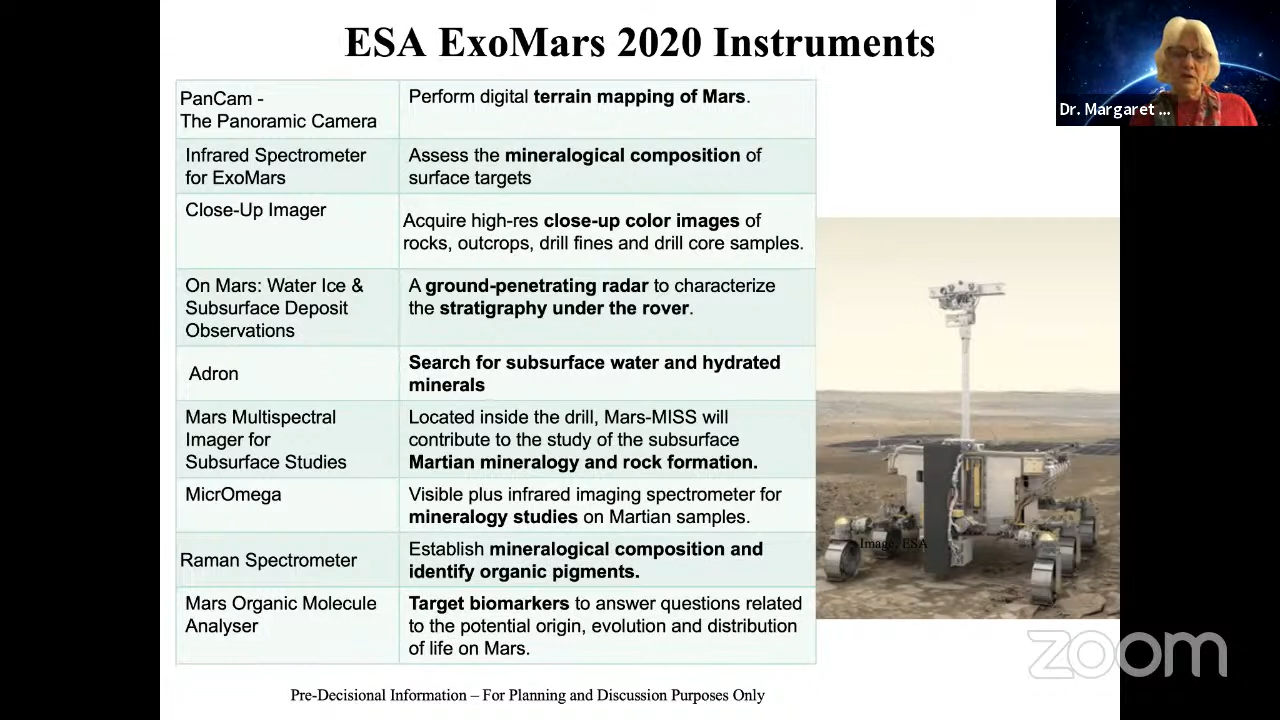 ESA ExoMars 2020 Instruments
PanCam -
The Panoramic Camera
Perform digital terrain mapping of Mars.
Infrared Spectrometer
for ExoMars
Assess the mineralogical composition of
surface targets
Close-Up Imager
Acquire high-res close-up color images of
rocks, outcrops, drill fines and drill core samples.
On Mars: Water Ice &
Subsurface Deposit
Observations
A ground-penetrating radar to characterize
the stratigraphy under the rover.
Adron
Search for subsurface water and hydrated
minerals
Mars Multispectral
Imager for
Subsurface Studies
Located inside the drill, Mars-MISS will
contribute to the study of the subsurface
Martian mineralogy and rock formation.
MicrOmega
Visible plus infrared imaging spectrometer for
mineralogy studies on Martian samples.
Raman Spectrometer
Establish mineralogical composition and
identify organic pigments.
Mars Organic Molecule
Analyser
Target biomarkers to answer questions related
to the potential origin, evolution and distribution
of life on Mars.
Image, ESA
Pre-Decisional Information – For Planning and Discussion Purposes Only
Dr. Margaret ...
zoom